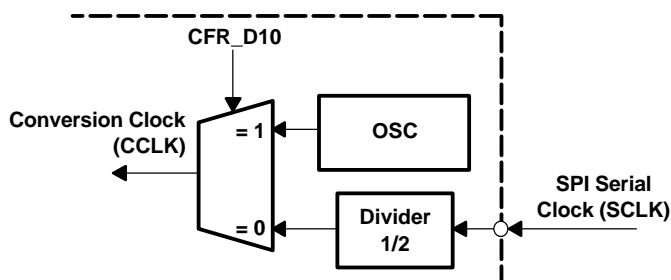 CFR_D10
Conversion Clock
(CCLK)
= 1
OSC
SPI Serial
Clock (SCLK)
= 0
Divider
1/2